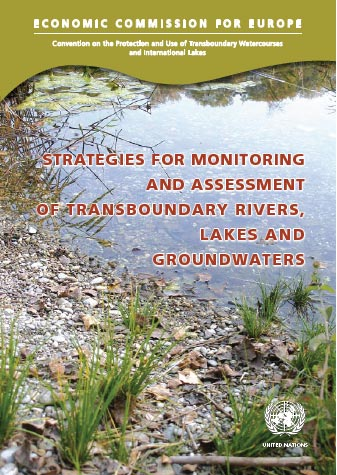 ECONOMIC COMMISSION FOR EUROPE
Convention on the Protection and Use of Transboundary Watercourses
and International Lakes
STRATEGIES FOR MONITORING
AND ASSESSMENT
OF TRANSBOUNDARY RIVERS,
LAKES AND
GROUNDWATERS
UNITED NATIONS